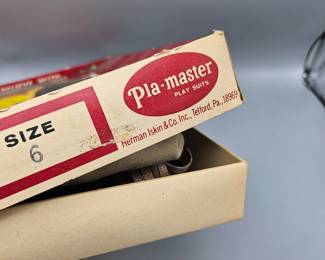 Pla-master
PLAY SUITS
Herman Iskin & Co. Inc., Telford, Pa., 18969
SIZE
6